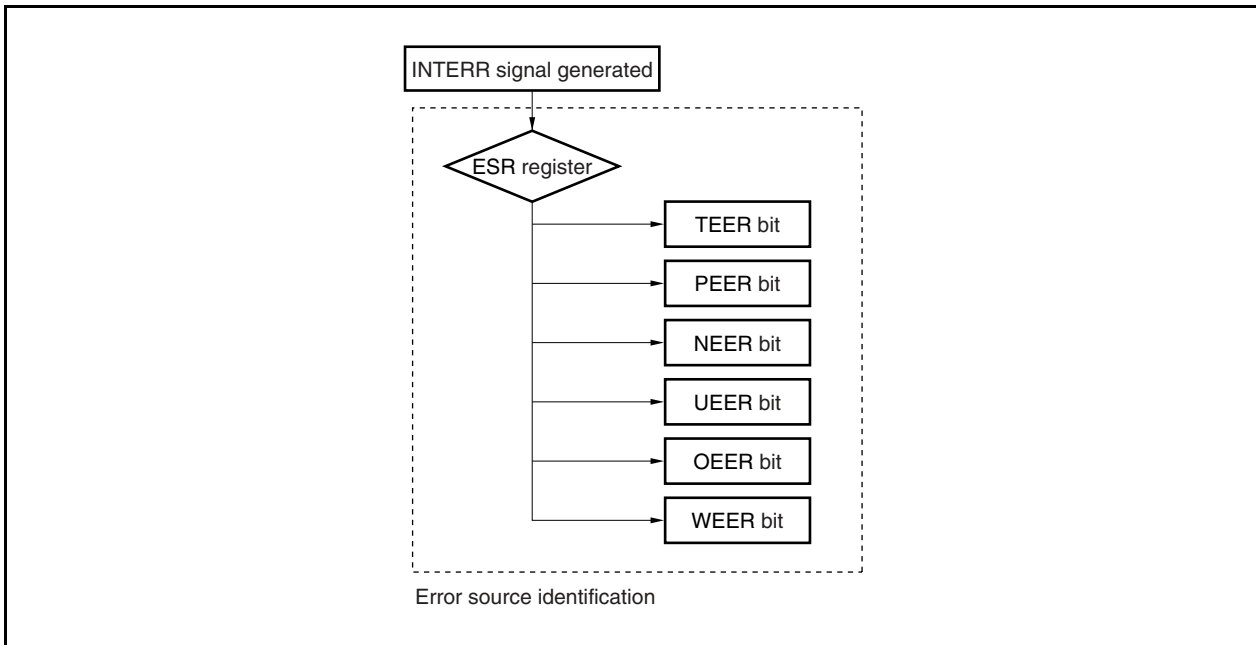 INTERR signal generated
ESR register
TEER bit
PEER bit
NEER bit
UEER bit
OEER bit
WEER bit
Error source identification